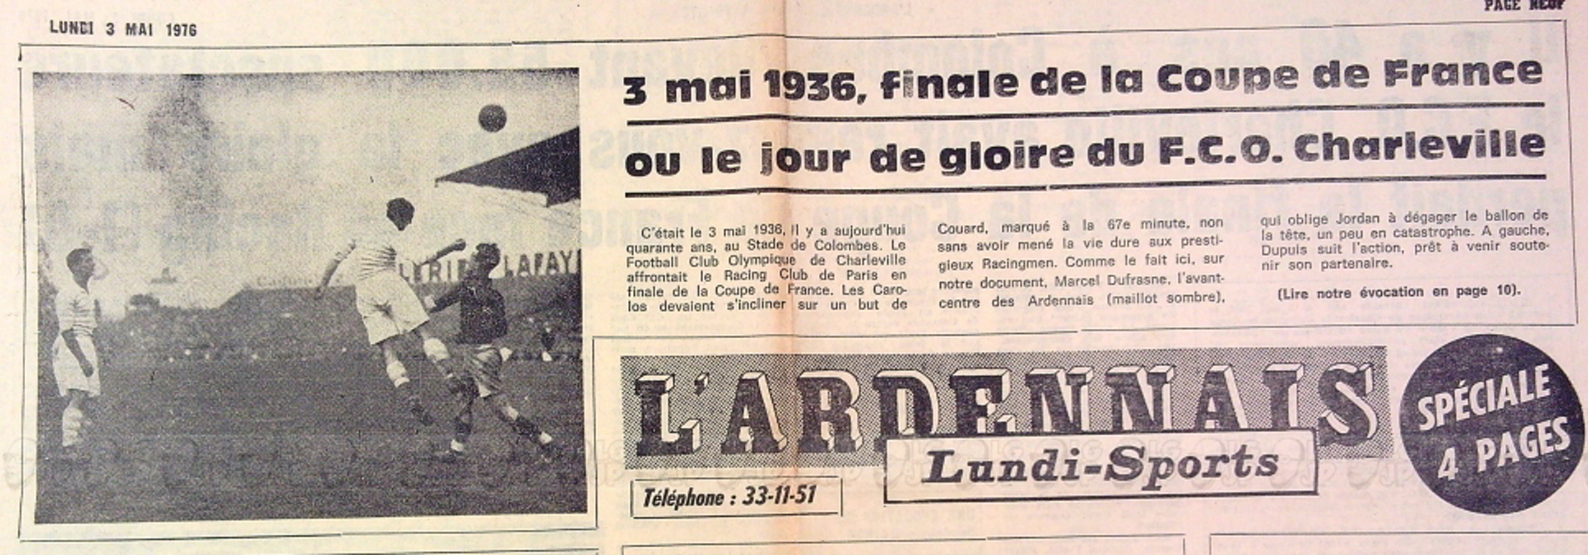 LUNDI 3 MAI 1976
PAGE NEUF
3 mai 1936, finale de la Coupe de France
ou le jour de gloire du F.C.O. Charleville
C'était le 3 mai 1936, il y a aujourd'hui
quarante ans, au Stade de Colombes. Le
Football Club Olympique de Charleville
affrontait le Racing Club de Paris en
finale de la Coupe de France. Les Caro-
los devaient s'incliner sur un but de
Couard, marqué à la 67e minute, non
sans avoir mené la vie dure aux presti-
gieux Racingmen. Comme le fait ici, sur
notre document, Marcel Dufrasne, l'avant-
centre des Ardennais (maillot sombre),
qui oblige Jordan à dégager le ballon de
la tête, un peu en catastrophe. A gauche,
Dupuis suit l'action, prêt à venir soute-
nir son partenaire.
(Lire notre évocation en page 10).
LERIE LAFAY
L'ARDENNAIS
Lundi-Sports
Téléphone : 33-11-51
SPÉCIALE
4 PAGES